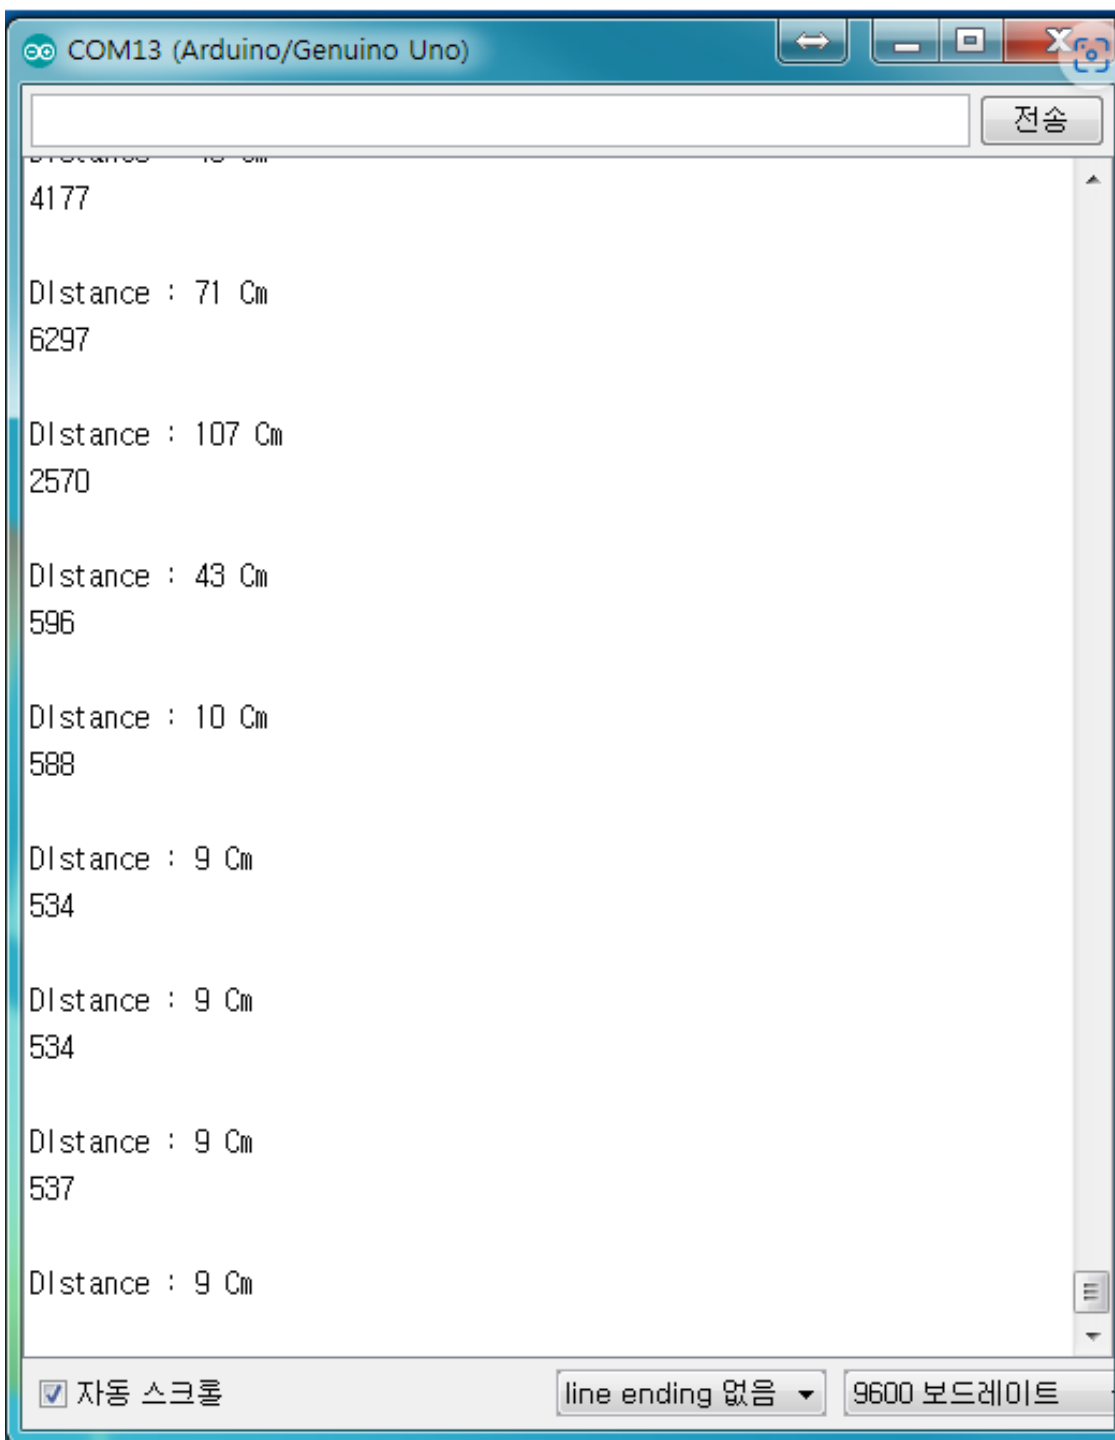 COM13 (Arduino/Genuino Uno)
전송
4177
DIstance : 71 Cm
6297
DIstance : 107 Cm
2570
DIstance : 43 Cm
596
DIstance : 10 Cm
588
DIstance : 9 Cm
534
DIstance : 9 Cm
534
DIstance : 9 Cm
537
DIstance : 9 Cm
자동 스크롤
line ending 없음
9600 보드레이트